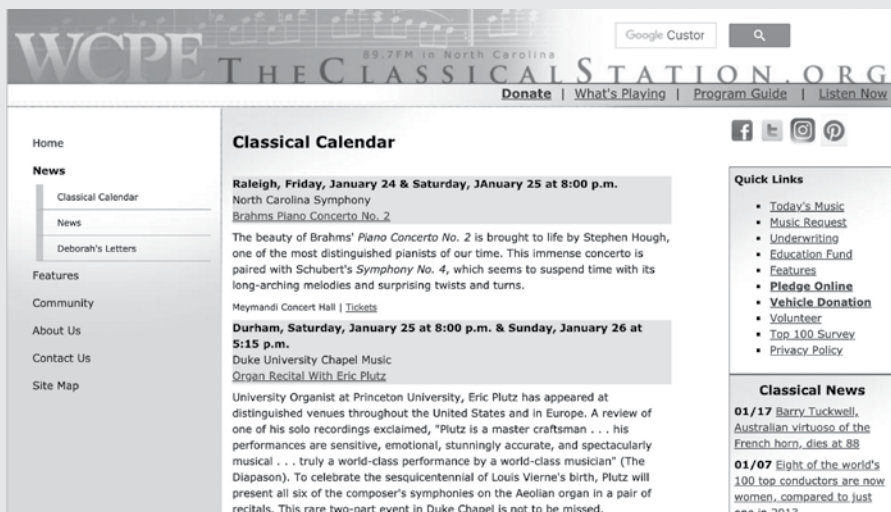 WCPE
89.7FM in North Carolina
THECLASSICALSTATION.ORG
Google Custor
Donate | What's Playing | Program Guide | Listen Now
Home
News
Classical Calendar
News
Deborah's Letters
Features
Community
About Us
Contact Us
Site Map
Classical Calendar
Raleigh, Friday, January 24 & Saturday, JAnuary 25 at 8:00 p.m.
North Carolina Symphony
Brahms Piano Concerto No. 2
The beauty of Brahms' Piano Concerto No. 2 is brought to life by Stephen Hough,
one of the most distinguished pianists of our time. This immense concerto is
paired with Schubert's Symphony No. 4, which seems to suspend time with its
long-arching melodies and surprising twists and turns.
Meymandi Concert Hall | Tickets
Durham, Saturday, January 25 at 8:00 p.m. & Sunday, January 26 at
5:15 p.m.
Duke University Chapel Music
Organ Recital With Eric Plutz
University Organist at Princeton University, Eric Plutz has appeared at
distinguished venues throughout the United States and in Europe. A review of
one of his solo recordings exclaimed, "Plutz is a master craftsman . . . his
performances are sensitive, emotional, stunningly accurate, and spectacularly
musical . . . truly a world-class performance by a world-class musician" (The
Diapason). To celebrate the sesquicentennial of Louis Vierne's birth, Plutz will
present all six of the composer's symphonies on the Aeolian organ in a pair of
recitals. This rare two-part event in Duke Chapel is not to be missed.
Quick Links
Today's Music
Music Request
Underwriting
Education Fund
Features
Pledge Online
Vehicle Donation
Volunteer
Top 100 Survey
Privacy Policy
Classical News
01/17 Barry Tuckwell,
Australian virtuoso of the
French horn, dies at 88
01/07 Eight of the world's
100 top conductors are now
women, compared to just
one in 2013